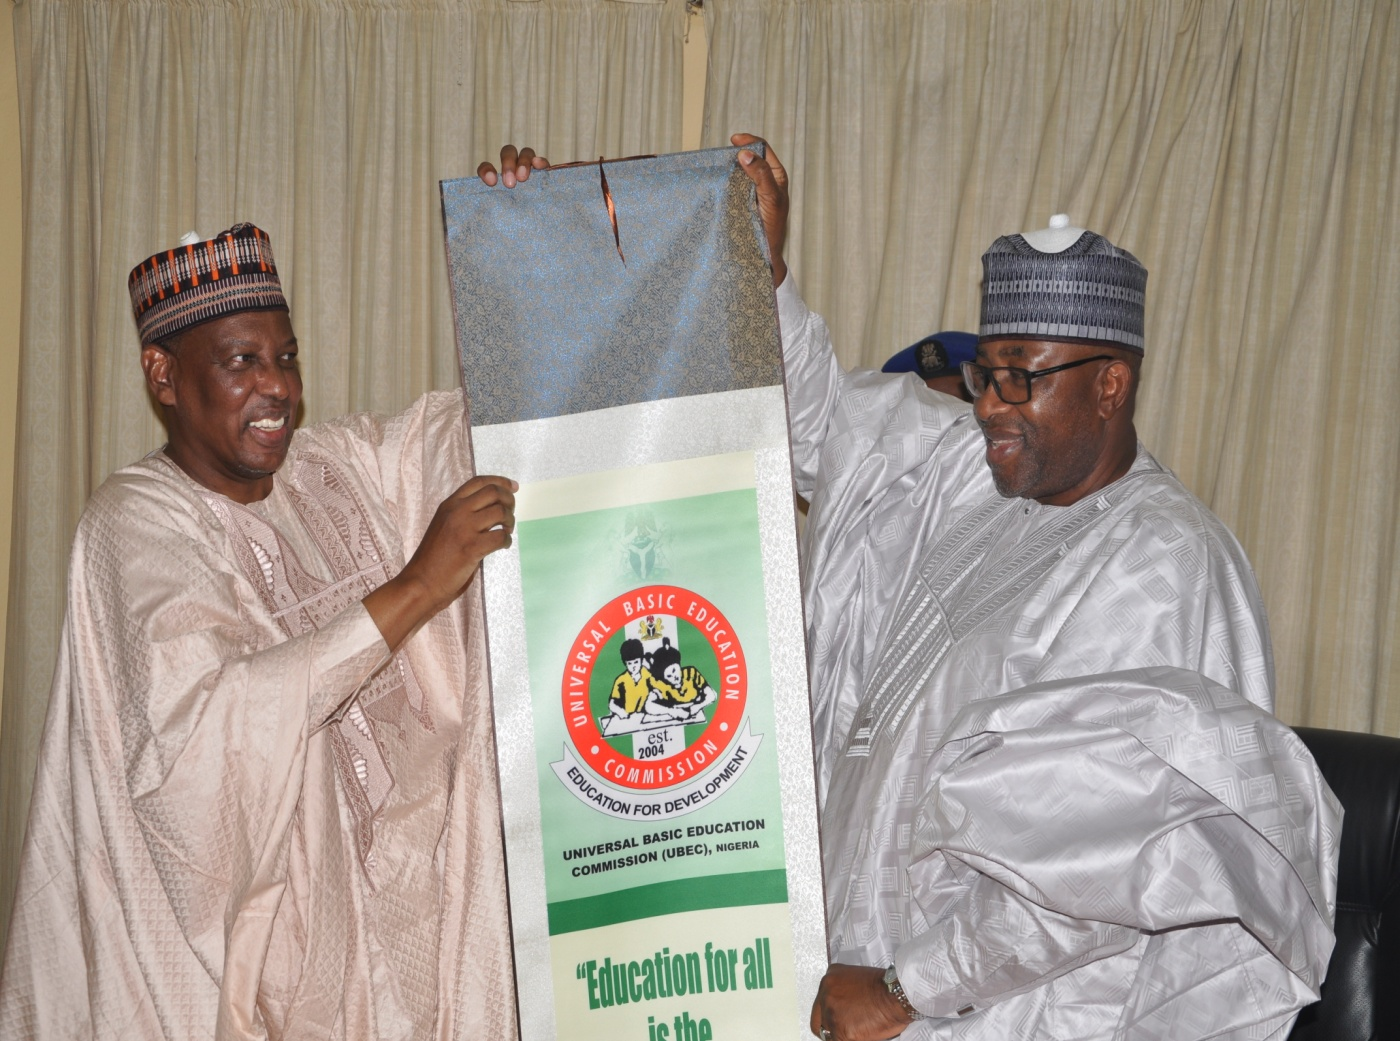 UNIVERSAL BASIC EDUCATION
COMMISSION
est.
2004
EDUCATION FOR DEVELOPMENT
UNIVERSAL BASIC EDUCATION
COMMISSION (UBEC), NIGERIA
“Education for all
is the